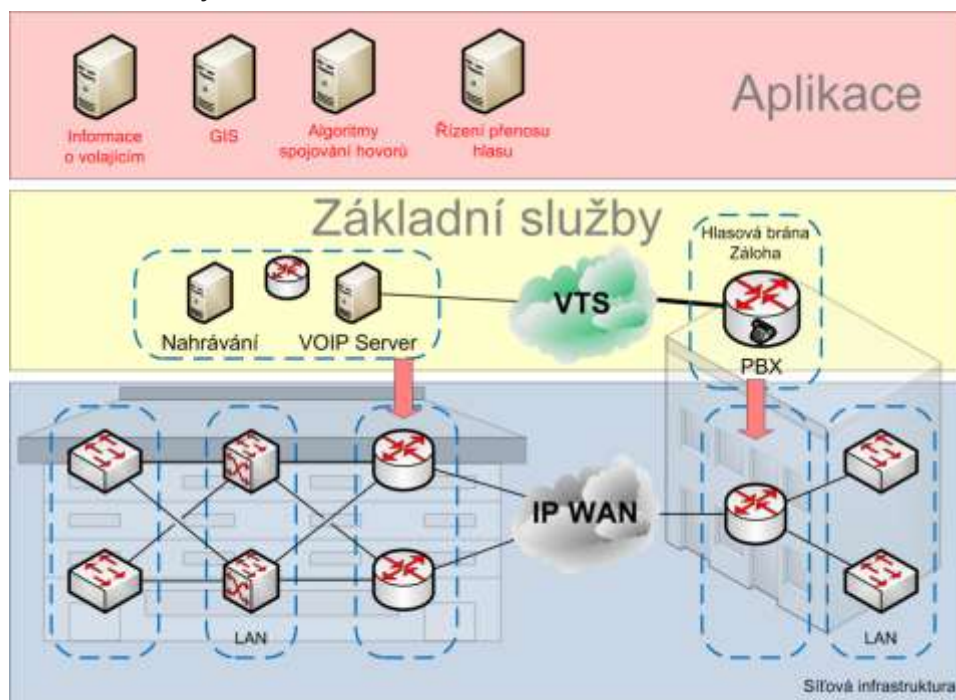 Aplikace
Informace
o volajícím
GIS
Algoritmy
spojování hovorů
Řízení přenosu
hlasu
Základní služby
Hlasová brána
Záloha
Nahrávání
VOIP Server
VTS
PBX
IP WAN
LAN
LAN
Síťová infrastruktura